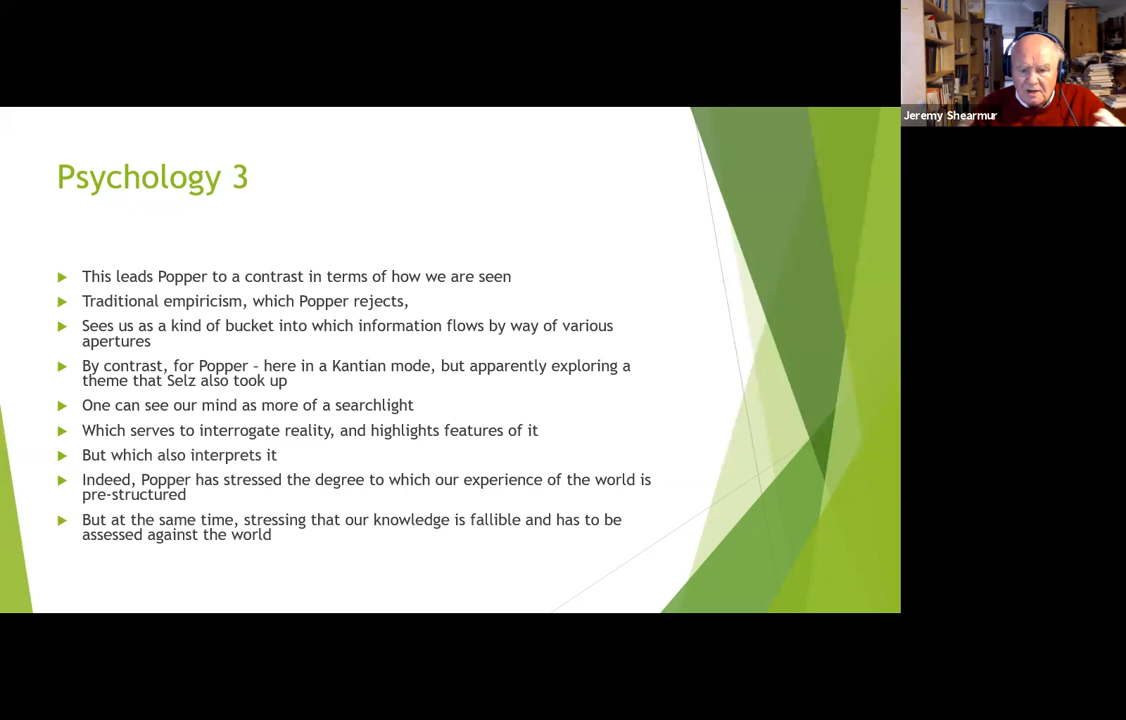 Jeremy Shearmur
Psychology 3
This leads Popper to a contrast in terms of how we are seen
Traditional empiricism, which Popper rejects,
Sees us as a kind of bucket into which information flows by way of various
apertures
By contrast, for Popper – here in a Kantian mode, but apparently exploring a
theme that Selz also took up
One can see our mind as more of a searchlight
Which serves to interrogate reality, and highlights features of it
But which also interprets it
Indeed, Popper has stressed the degree to which our experience of the world is
pre-structured
But at the same time, stressing that our knowledge is fallible and has to be
assessed against the world